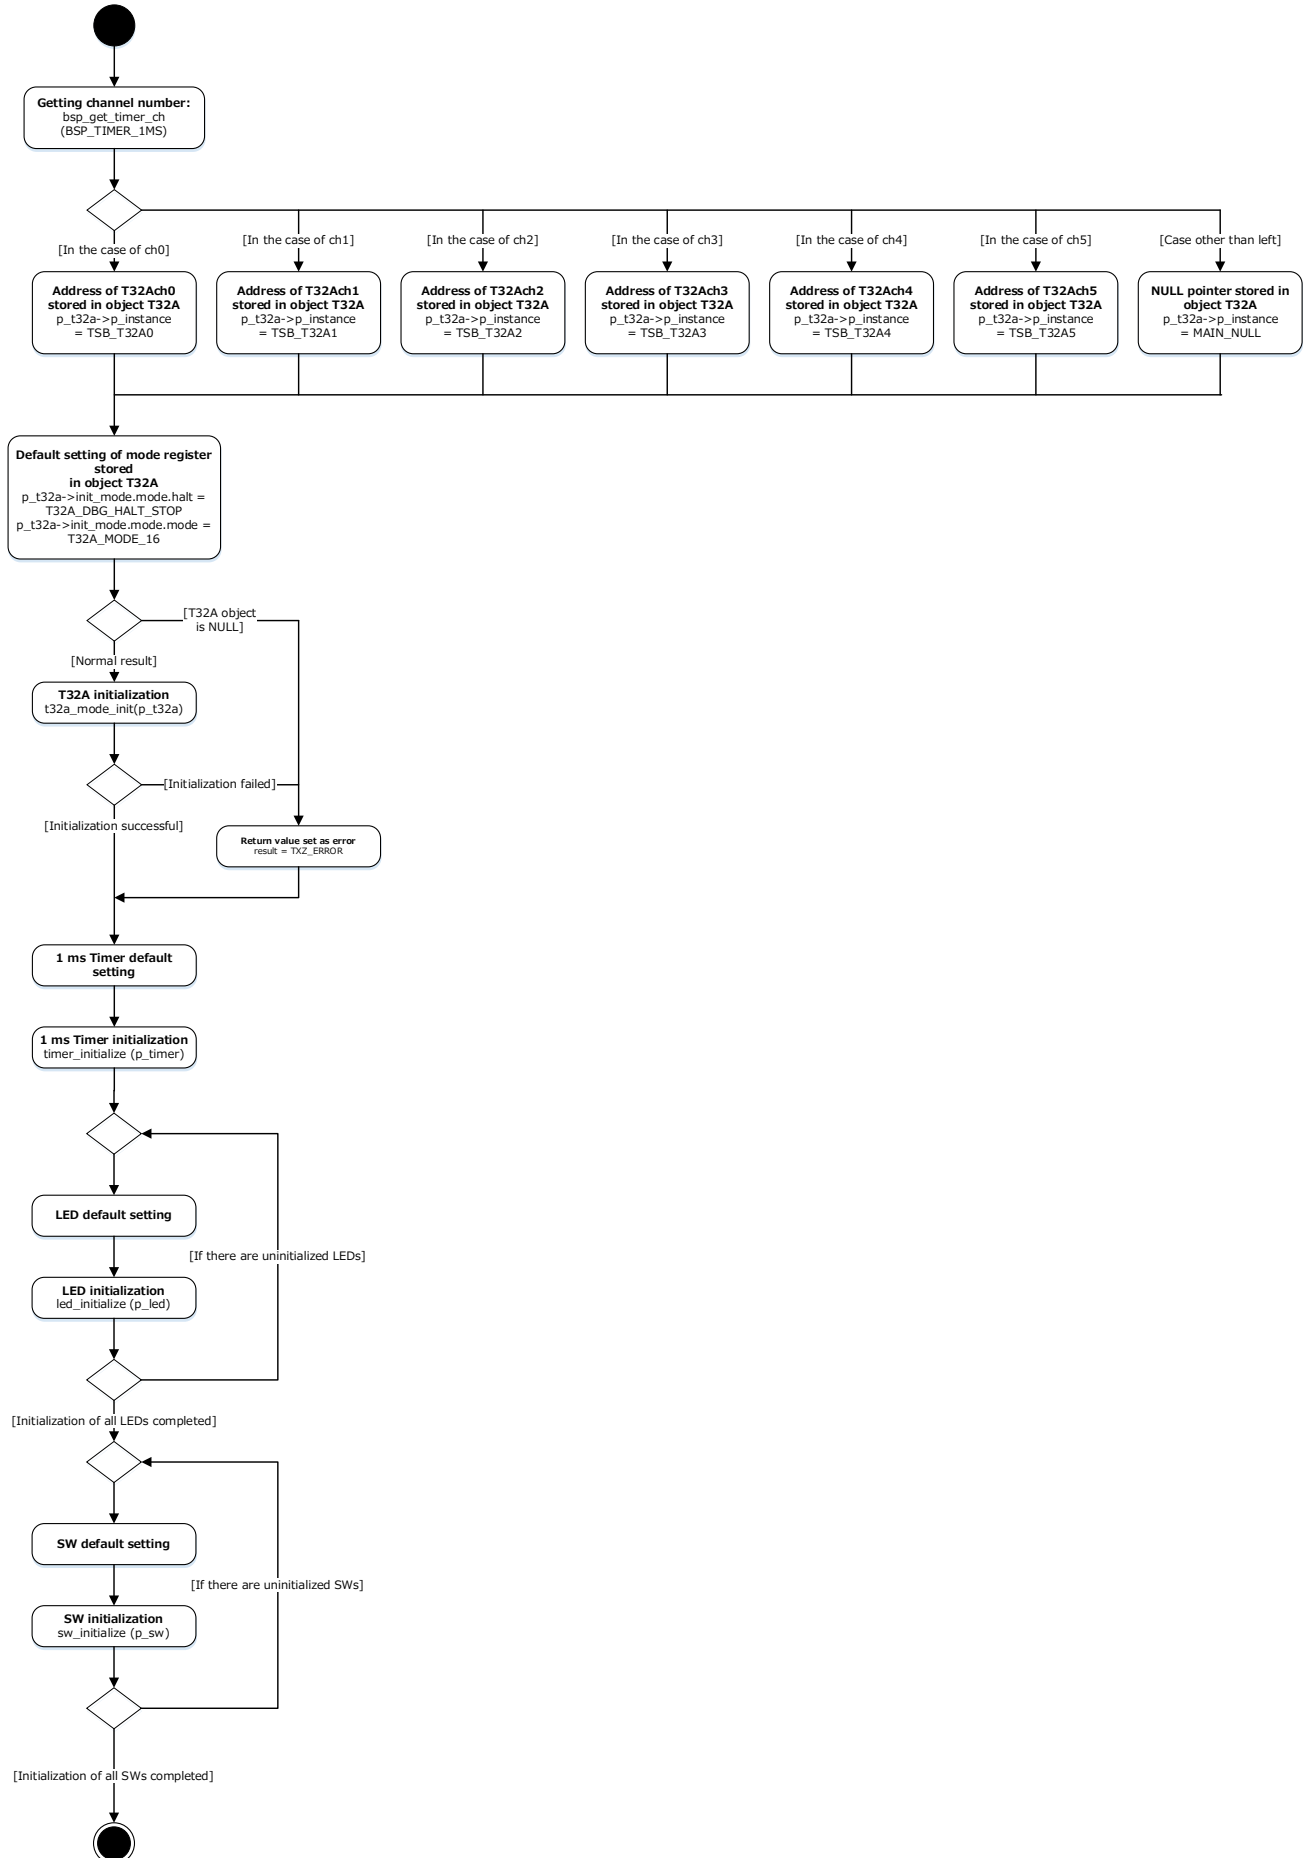 Getting channel number:
bsp_get_timer_ch
(BSP_TIMER_1MS)
[In the case of ch0]
[In the case of ch1]
[In the case of ch2]
[In the case of ch3]
[In the case of ch4]
[In the case of ch5]
[Case other than left]
Address of T32Ach0
stored in object T32A
p_t32a->p_instance
= TSB_T32A0
Address of T32Ach1
stored in object T32A
p_t32a->p_instance
= TSB_T32A1
Address of T32Ach2
stored in object T32A
p_t32a->p_instance
= TSB_T32A2
Address of T32Ach3
stored in object T32A
p_t32a->p_instance
= TSB_T32A3
Address of T32Ach4
stored in object T32A
p_t32a->p_instance
= TSB_T32A4
Address of T32Ach5
stored in object T32A
p_t32a->p_instance
= TSB_T32A5
NULL pointer stored in
object T32A
p_t32a->p_instance
= MAIN_NULL
Default setting of mode register
stored
in object T32A
p_t32a->init_mode.mode.halt =
T32A_DBG_HALT_STOP
p_t32a->init_mode.mode.mode =
T32A_MODE_16
[T32A object
is NULL]
[Normal result]
T32A initialization
t32a_mode_init(p_t32a)
[Initialization failed]
[Initialization successful]
Return value set as error
result = TXZ_ERROR
1 ms Timer default
setting
1 ms Timer initialization
timer_initialize (p_timer)
LED default setting
[If there are uninitialized LEDs]
LED initialization
led_initialize (p_led)
[Initialization of all LEDs completed]
SW default setting
[If there are uninitialized SWs]
SW initialization
sw_initialize (p_sw)
[Initialization of all SWs completed]